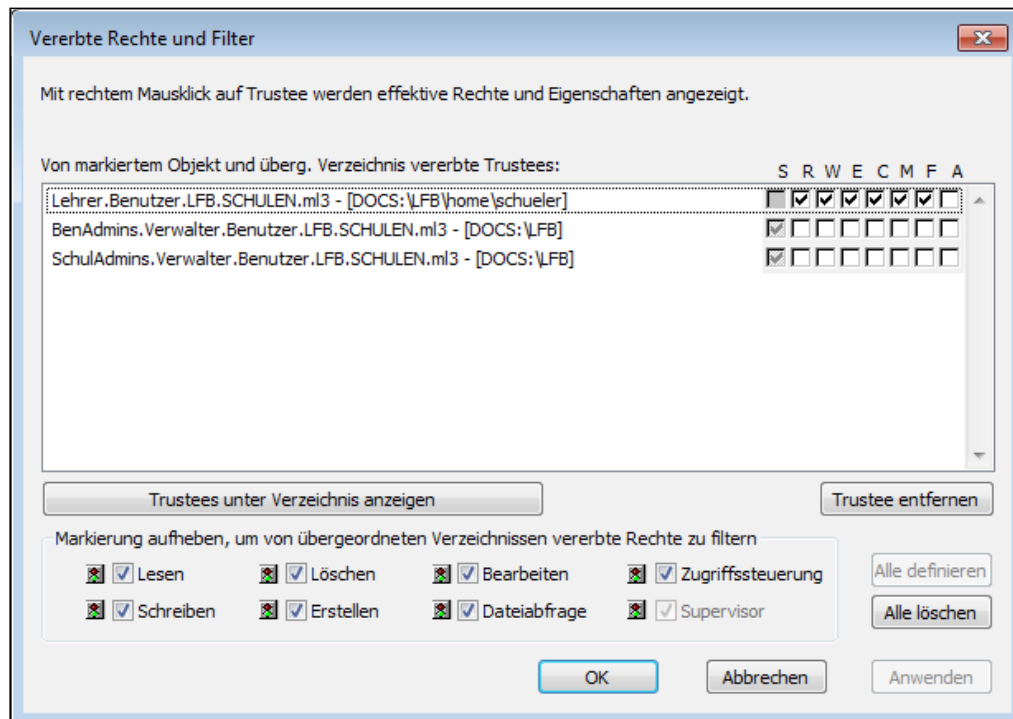 Vererbte Rechte und Filter
Mit rechtem Mausklick auf Trustee werden effektive Rechte und Eigenschaften angezeigt.
Von markiertem Objekt und überg. Verzeichnis vererbte Trustees:
S R W E C M F A
Lehrer.Benutzer.LFB.SCHULEN.ml3 - [DOCS:\LFB\home\schueler]
BenAdmins.Verwalter.Benutzer.LFB.SCHULEN.ml3 - [DOCS:\LFB]
SchulAdmins.Verwalter.Benutzer.LFB.SCHULEN.ml3 - [DOCS:\LFB]
Trustees unter Verzeichnis anzeigen Trustee entfernen
Markierung aufheben, um von übergeordneten Verzeichnissen vererbte Rechte zu filtern
Lesen Löschen Bearbeiten Zugriffssteuerung Alle definieren
Schreiben Erstellen Dateiabfrage Supervisor Alle löschen
OK Abbrechen Anwenden